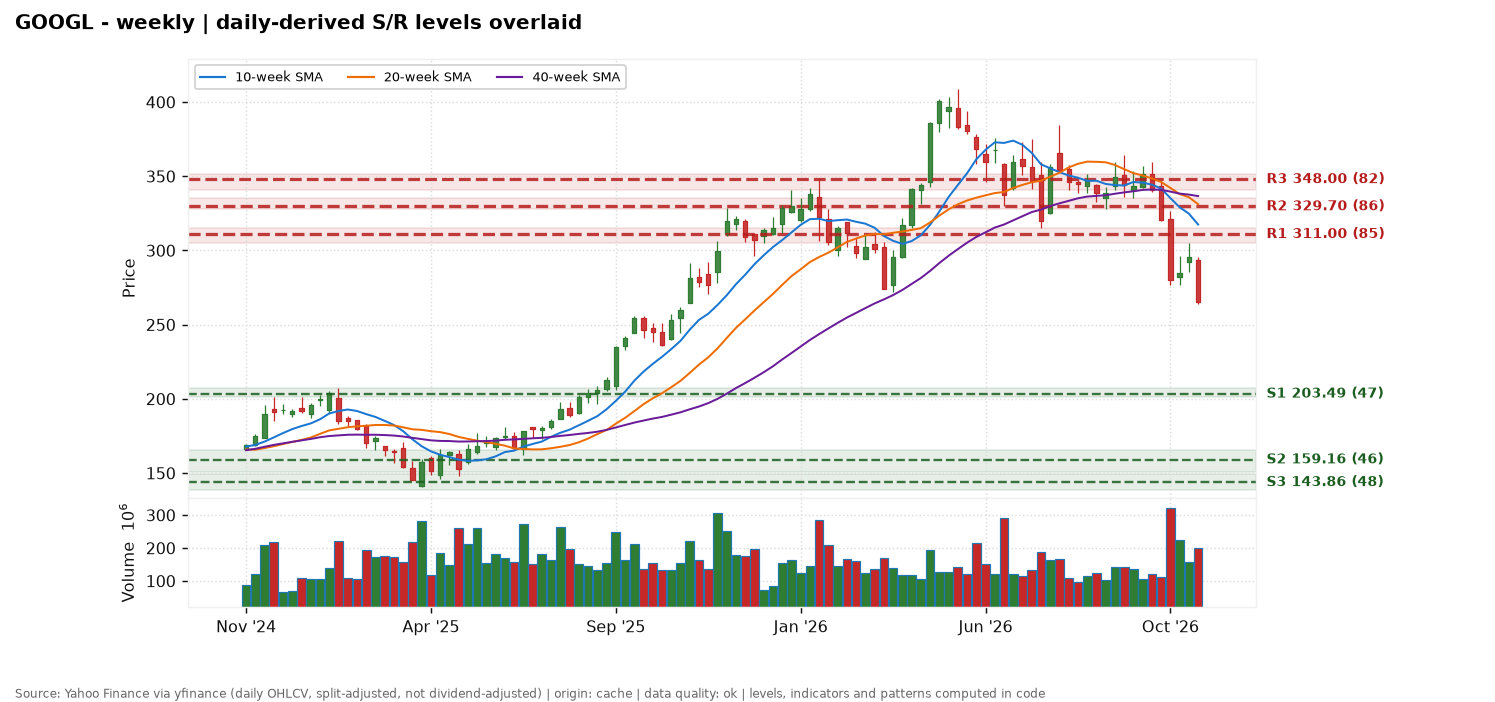 GOOGL - weekly | daily-derived S/R levels overlaid
10-week SMA
20-week SMA
40-week SMA
Price
400
350
300
250
200
150
R3 348.00 (82)
R2 329.70 (86)
R1 311.00 (85)
S1 203.49 (47)
S2 159.16 (46)
S3 143.86 (48)
Volume 10⁶
300
200
100
Nov '24
Apr '25
Sep '25
Jan '26
Jun '26
Oct '26
Source: Yahoo Finance via yfinance (daily OHLCV, split-adjusted, not dividend-adjusted) | origin: cache | data quality: ok | levels, indicators and patterns computed in code